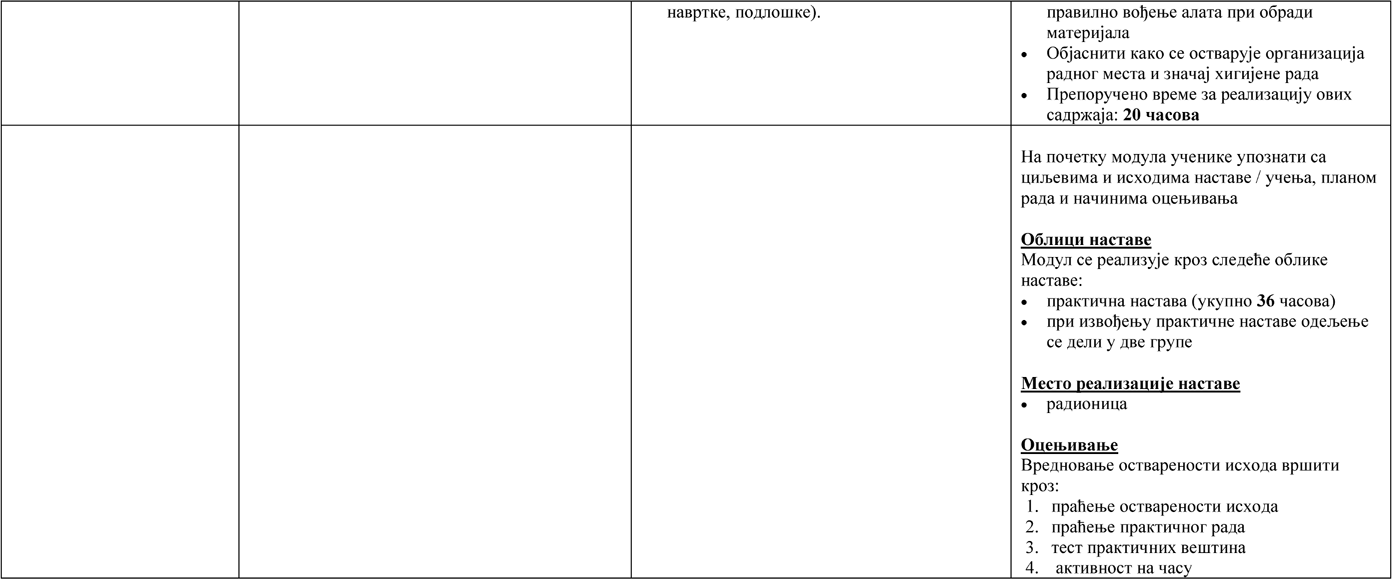 навртке, подлошке).
правилно вођење алата при обради
материјала
• Објаснити како се остварује организација
радног места и значај хигијене рада
• Препоручено време за реализацију ових
садржаја: 20 часова
На почетку модула ученике упознати са
циљевима и исходима наставе / учења, планом
рада и начинима оцењивања
Облици наставе
Модул се реализује кроз следеће облике
наставе:
• практична настава (укупно 36 часова)
• при извођењу практичне наставе одељење
се дели у две групе
Место реализације наставе
• радионица
Оцењивање
Вредновање остварености исхода вршити
кроз:
1. праћење остварености исхода
2. праћење практичног рада
3. тест практичних вештина
4. активност на часу